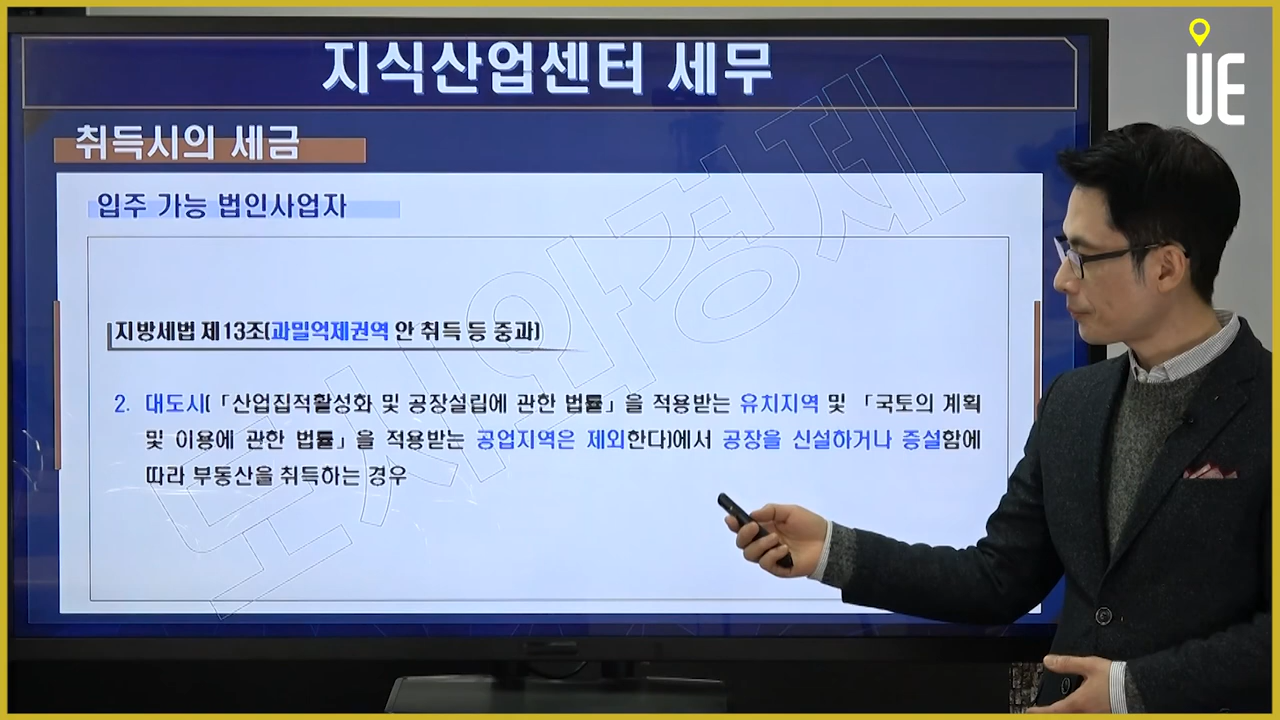 지식산업센터 세무
UE
취득시의 세금
입주 가능 법인사업자
지방세법 제13조(과밀억제권역 안 취득 등 중과)
2. 대도시(「산업집적활성화 및 공장설립에 관한 법률」을 적용받는 유치지역 및 「국토의 계획
및 이용에 관한 법률」을 적용받는 공업지역은 제외한다)에서 공장을 신설하거나 증설함에
따라 부동산을 취득하는 경우
도시와경제